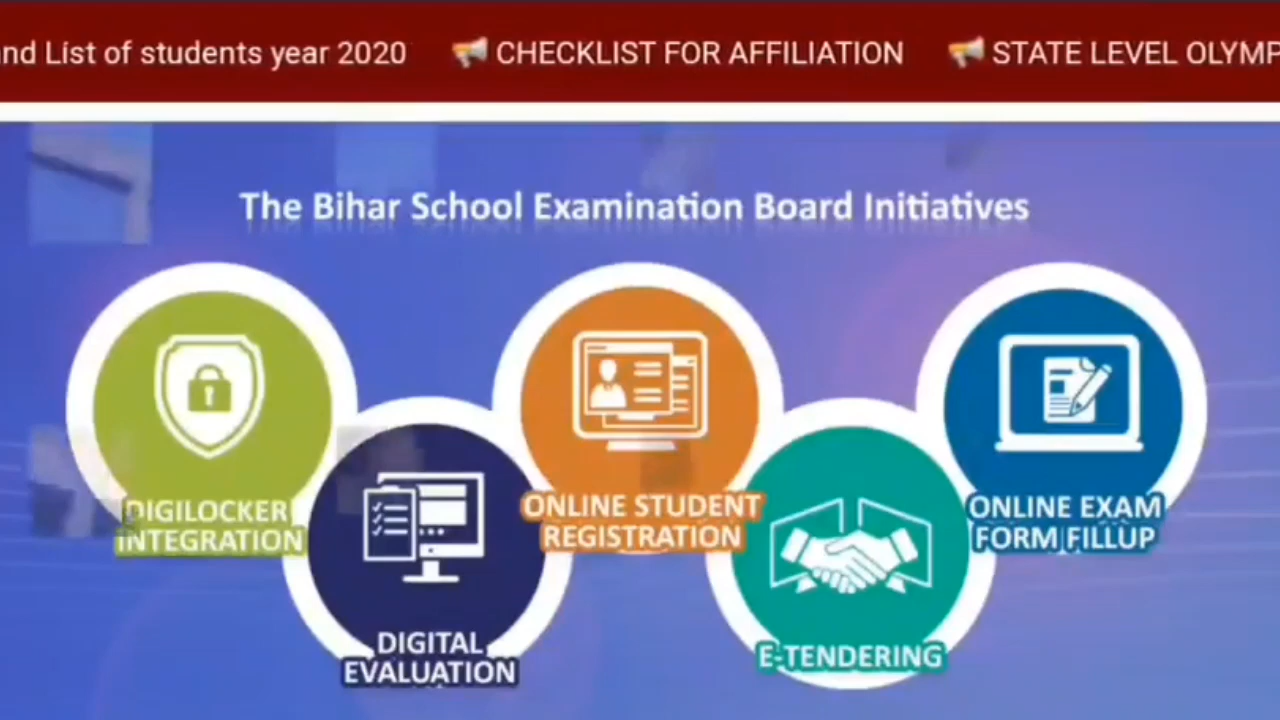 nd List of students year 2020 CHECKLIST FOR AFFILIATION STATE LEVEL OLYMP
The Bihar School Examination Board Initiatives
DIGILOCKER
INTEGRATION
DIGITAL
EVALUATION
ONLINE STUDENT
REGISTRATION
E-TENDERING
ONLINE EXAM
FORM FILLUP